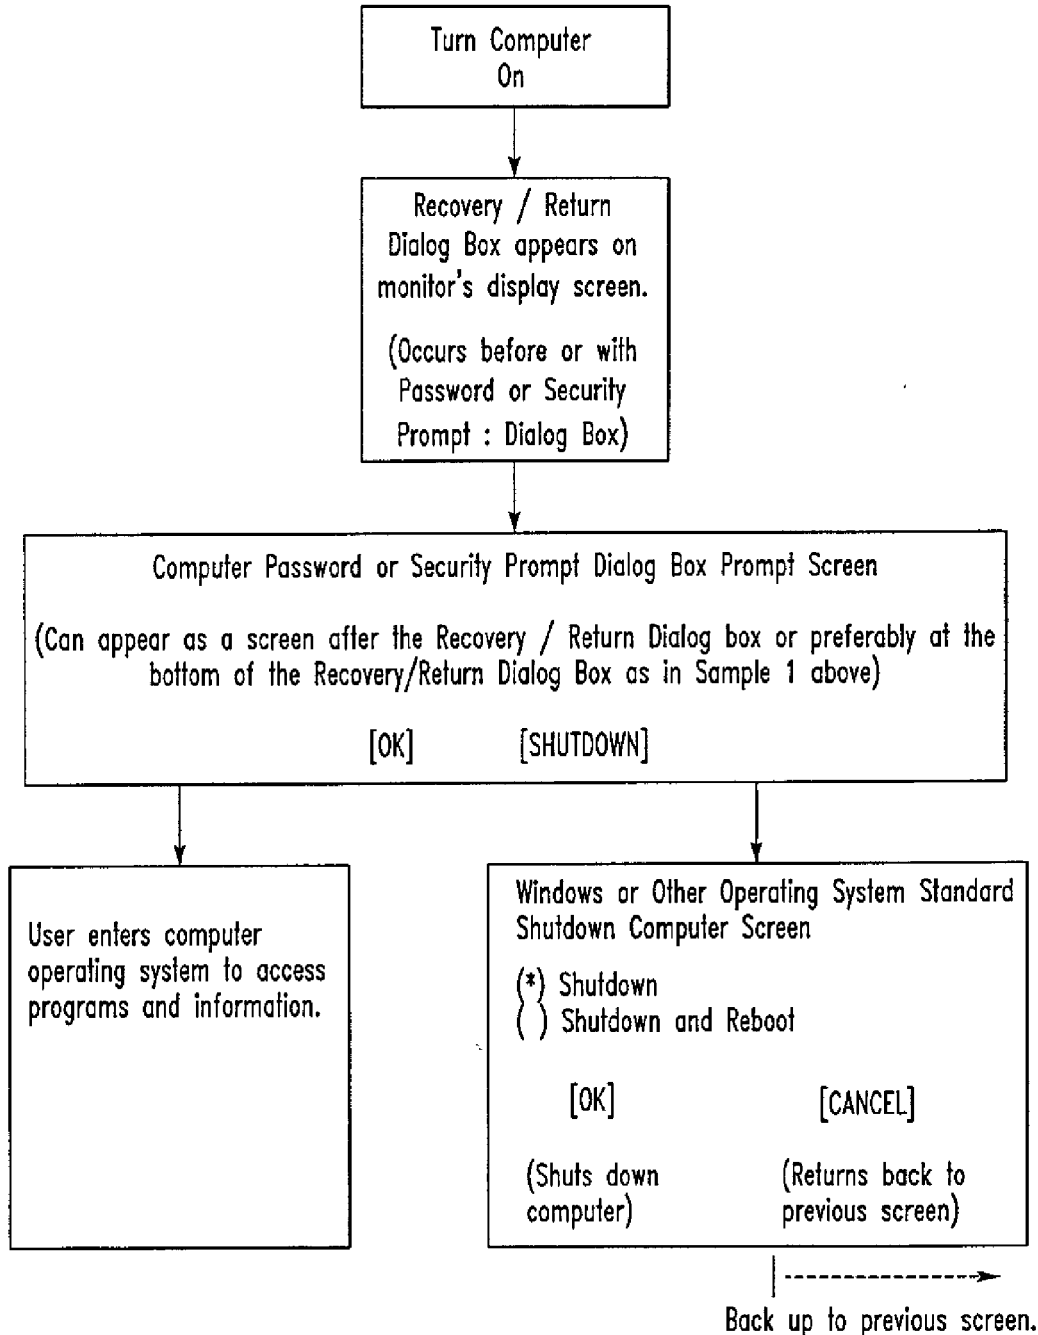 Turn Computer
On
Recovery / Return
Dialog Box appears on
monitor's display screen.
(Occurs before or with
Password or Security
Prompt : Dialog Box)
Computer Password or Security Prompt Dialog Box Prompt Screen
(Can appear as a screen after the Recovery / Return Dialog box or preferably at the
bottom of the Recovery/Return Dialog Box as in Sample 1 above)
[OK] [SHUTDOWN]
User enters computer
operating system to access
programs and information.
Windows or Other Operating System Standard
Shutdown Computer Screen
(*) Shutdown
( ) Shutdown and Reboot
[OK] [CANCEL]
(Shuts down (Returns back to
computer) previous screen)
Back up to previous screen.